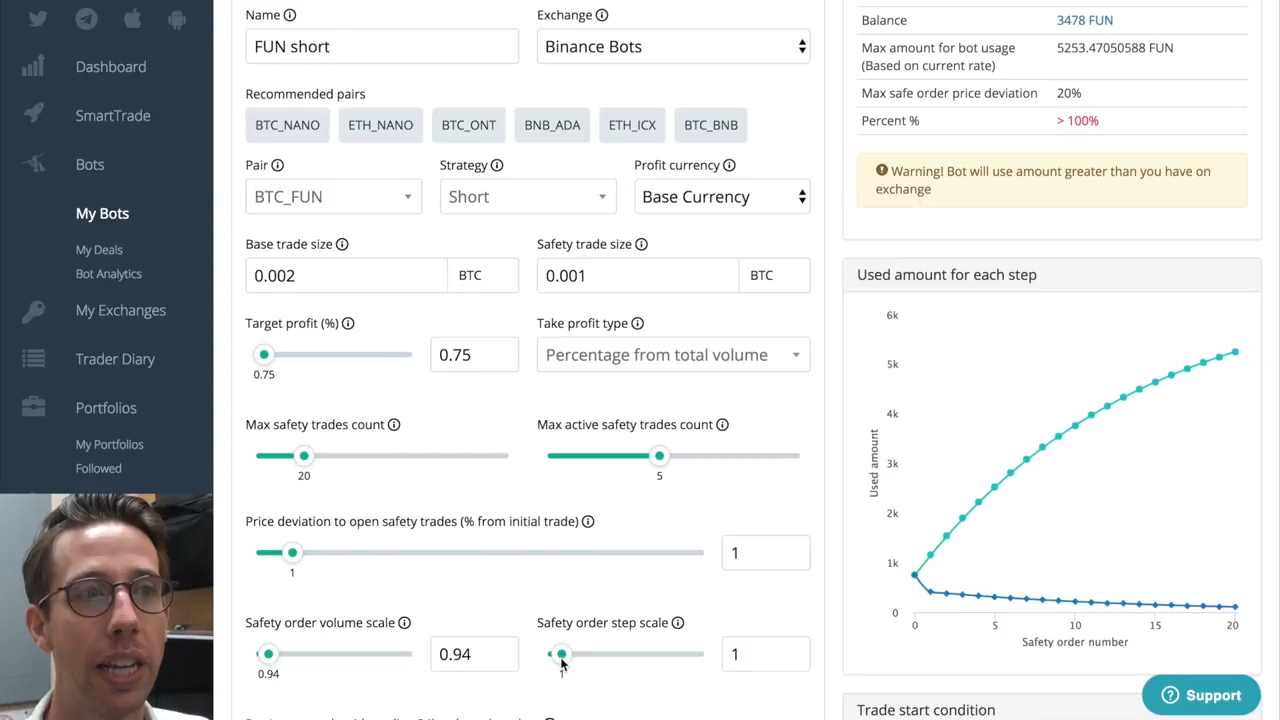 Dashboard
SmartTrade
Bots
My Bots
My Deals
Bot Analytics
My Exchanges
Trader Diary
Portfolios
My Portfolios
Followed
Name
Exchange
FUN short
Binance Bots
Recommended pairs
BTC_NANO
ETH_NANO
BTC_ONT
BNB_ADA
ETH_ICX
BTC_BNB
Pair
Strategy
Profit currency
BTC_FUN
Short
Base Currency
Base trade size
Safety trade size
0.002
BTC
0.001
BTC
Target profit (%)
Take profit type
0.75
0.75
Percentage from total volume
Max safety trades count
Max active safety trades count
20
5
Price deviation to open safety trades (% from initial trade)
1
1
Safety order volume scale
Safety order step scale
0.94
0.94
1
1
Balance
3478 FUN
Max amount for bot usage
(Based on current rate)
5253.47050588 FUN
Max safe order price deviation
20%
Percent %
> 100%
Warning! Bot will use amount greater than you have on
exchange
Used amount for each step
6k
5k
4k
3k
2k
1k
0
Used amount
0
5
10
15
20
Safety order number
Support
Trade start condition